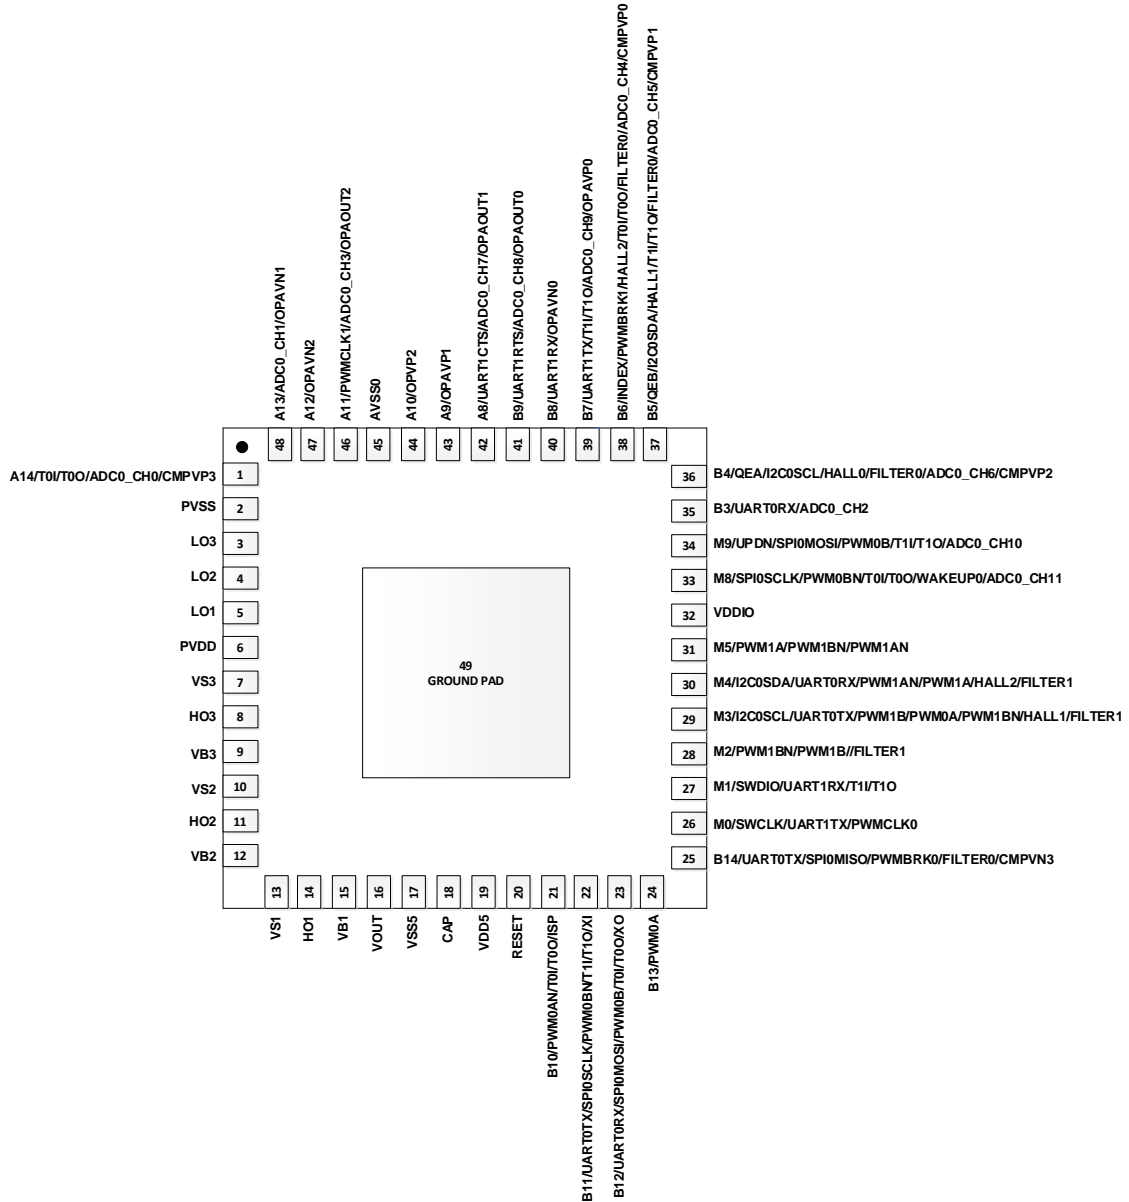 A13/ADC0_CH1/OPAVN1
A12/OPAVN2
A11/PWMCLK1/ADC0_CH3/OPAOUT2
AVSS0
A10/OPVP2
A9/OPAVP1
A8/UART1CTS/ADC0_CH7/OPAOUT1
B9/UART1RTS/ADC0_CH8/OPAOUT0
B8/UART1RX/OPAVN0
B7/UART1TX/T1I/T1O/ADC0_CH9/OPAVP0
B6/INDEX/PWMBRK1/HALL2/T0I/T0O/FILTER0/ADC0_CH4/CMPVP0
B5/QEB/I2C0SDA/HALL1/T1I/T1O/FILTER0/ADC0_CH5/CMPVP1
48
47
46
45
44
43
42
41
40
39
38
37
A14/T0I/T0O/ADC0_CH0/CMPVP3
1
PVSS
2
LO3
3
LO2
4
LO1
5
PVDD
6
VS3
7
HO3
8
VB3
9
VS2
10
HO2
11
VB2
12
49
GROUND PAD
36
B4/QEA/I2C0SCL/HALL0/FILTER0/ADC0_CH6/CMPVP2
35
B3/UART0RX/ADC0_CH2
34
M9/UPDN/SPI0MOSI/PWM0B/T1I/T1O/ADC0_CH10
33
M8/SPI0SCLK/PWM0BN/T0I/T0O/WAKEUP0/ADC0_CH11
32
VDDIO
31
M5/PWM1A/PWM1BN/PWM1AN
30
M4/I2C0SDA/UART0RX/PWM1AN/PWM1A/HALL2/FILTER1
29
M3/I2C0SCL/UART0TX/PWM1B/PWM0A/PWM1BN/HALL1/FILTER1
28
M2/PWM1BN/PWM1B//FILTER1
27
M1/SWDIO/UART1RX/T1I/T1O
26
M0/SWCLK/UART1TX/PWMCLK0
25
B14/UART0TX/SPI0MISO/PWMBRK0/FILTER0/CMPVN3
13
14
15
16
17
18
19
20
21
22
23
24
VS1
HO1
VB1
VOUT
VSS5
CAP
VDD5
RESET
B10/PWM0AN/T0I/T0O/ISP
B11/UART0TX/SPI0SCLK/PWM0BN/T1I/T1O/XI
B12/UART0RX/SPI0MOSI/PWM0B/T0I/T0O/XO
B13/PWM0A